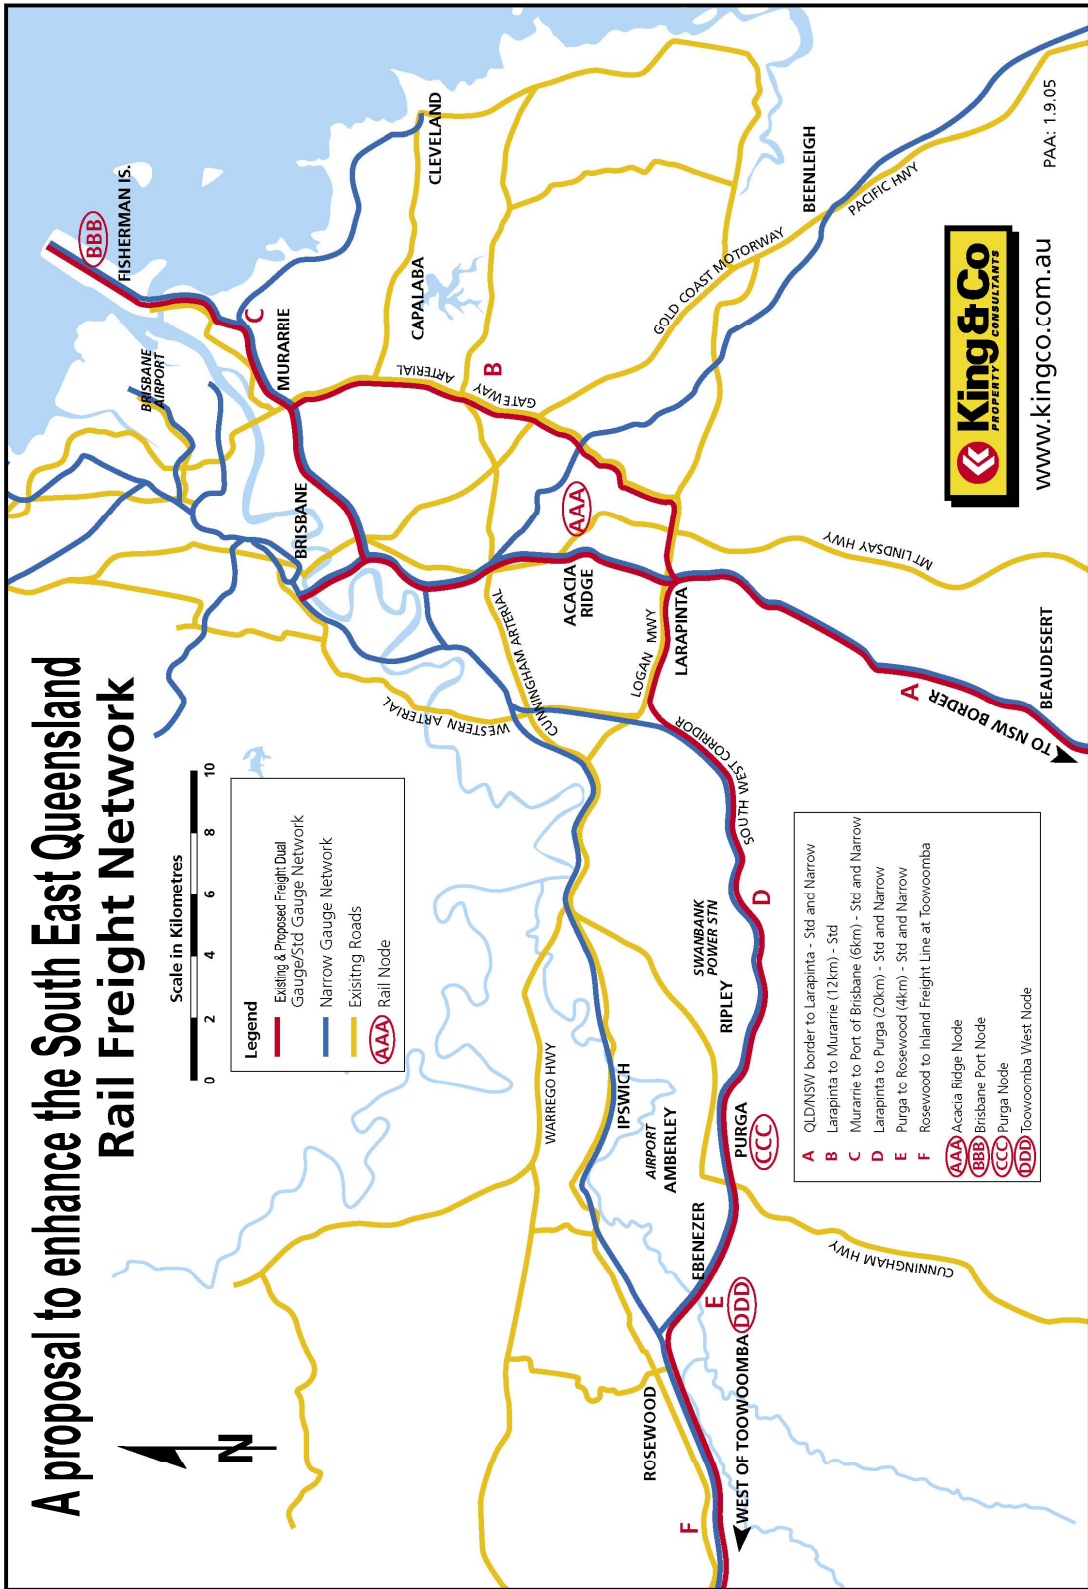 A proposal to enhance the South East Queensland
Rail Freight Network
N
Scale in Kilometres
0 2 4 6 8 10
Legend
Existing & Proposed Freight Dual
Gauge/Std Gauge Network
Narrow Gauge Network
Exisitng Roads
AAA Rail Node
BBB
FISHERMAN IS.
BRISBANE
AIRPORT
C
MURARRIE
CLEVELAND
CAPALABA
BRISBANE
B
GATEWAY
ARTERIAL
GOLD COAST MOTORWAY
BEENLEIGH
PACIFIC HWY
AAA
ACACIA
RIDGE
WESTERN ARTERIAL
CUNNINGHAM ARTERIAL
CUNNINGHAM
LOGAN MWY
LARAPINTA
MT LINDSAY HWY
SOUTH WEST CORRIDOR
A
TO NSW BORDER
BEAUDESERT
WARREGO HWY
IPSWICH
AIRPORT
AMBERLEY
SWANBANK
POWER STN
RIPLEY
D
PURGA
CCC
EBENEZER
E
DDD
CUNNINGHAM HWY
ROSEWOOD
F
WEST OF TOOWOOMBA
A QLD/NSW border to Larapinta - Std and Narrow
B Larapinta to Murarrie (12km) - Std
C Murarrie to Port of Brisbane (6km) - Std and Narrow
D Larapinta to Purga (20km) - Std and Narrow
E Purga to Rosewood (4km) - Std and Narrow
F Rosewood to Inland Freight Line at Toowoomba
AAA Acacia Ridge Node
BBB Brisbane Port Node
CCC Purga Node
DDD Toowoomba West Node
King & Co
PROPERTY CONSULTANTS
www.kingco.com.au
PAA: 1.9.05